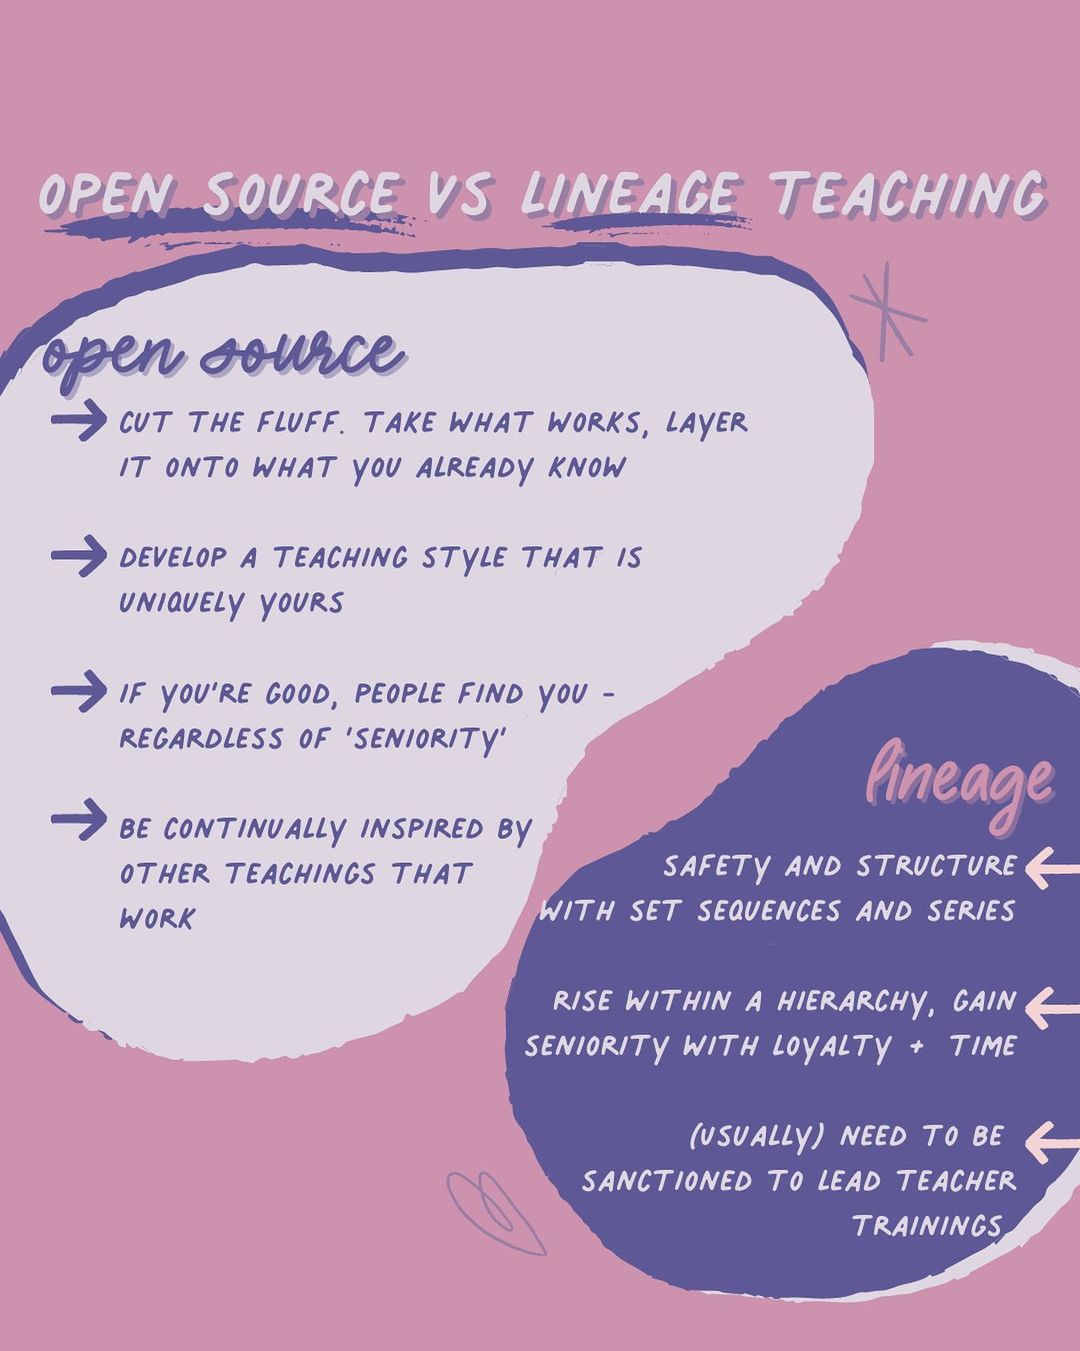 OPEN SOURCE VS LINEAGE TEACHING
open source
CUT THE FLUFF. TAKE WHAT WORKS, LAYER
IT ONTO WHAT YOU ALREADY KNOW
DEVELOP A TEACHING STYLE THAT IS
UNIQUELY YOURS
IF YOU'RE GOOD, PEOPLE FIND YOU -
REGARDLESS OF 'SENIORITY'
BE CONTINUALLY INSPIRED BY
OTHER TEACHINGS THAT
WORK
lineage
SAFETY AND STRUCTURE
WITH SET SEQUENCES AND SERIES
RISE WITHIN A HIERARCHY, GAIN
SENIORITY WITH LOYALTY + TIME
(USUALLY) NEED TO BE
SANCTIONED TO LEAD TEACHER
TRAININGS